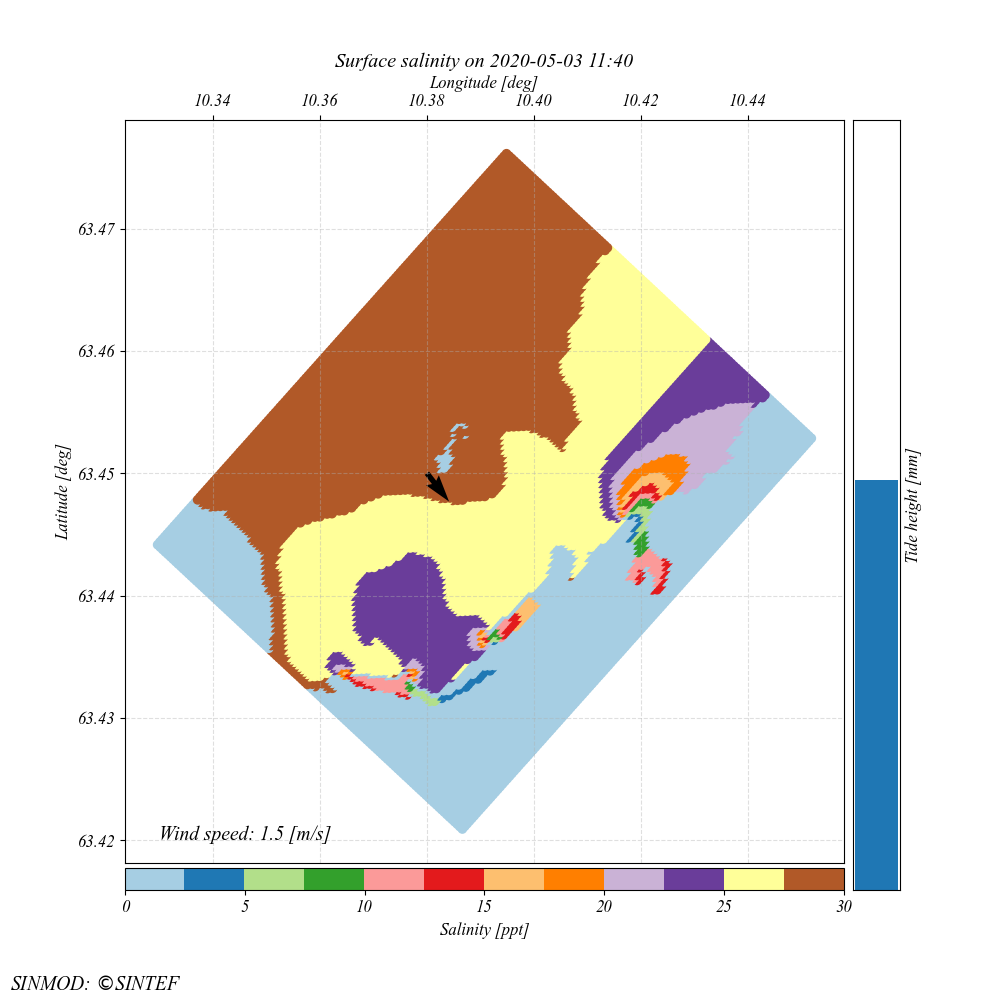 Surface salinity on 2020-05-03 11:40
Longitude [deg]
10.34 10.36 10.38 10.40 10.42 10.44
63.47
63.46
63.45
63.44
63.43
63.42
Latitude [deg]
Tide height [mm]
Wind speed: 1.5 [m/s]
0 5 10 15 20 25 30
Salinity [ppt]
SINMOD: ©SINTEF